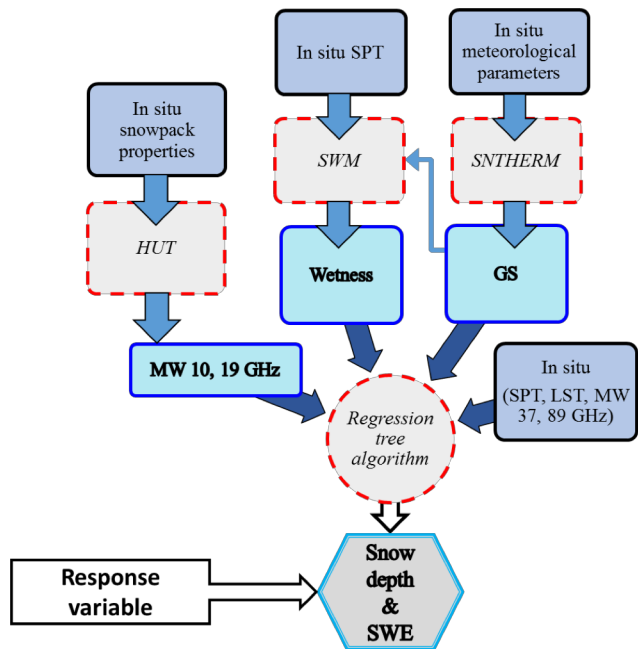 In situ SPT
In situ
meteorological
parameters
In situ
snowpack
properties
SWM
SNTHERM
HUT
Wetness
GS
MW 10, 19 GHz
In situ
(SPT, LST, MW
37, 89 GHz)
Regression
tree
algorithm
Snow
depth
&
SWE
Response
variable